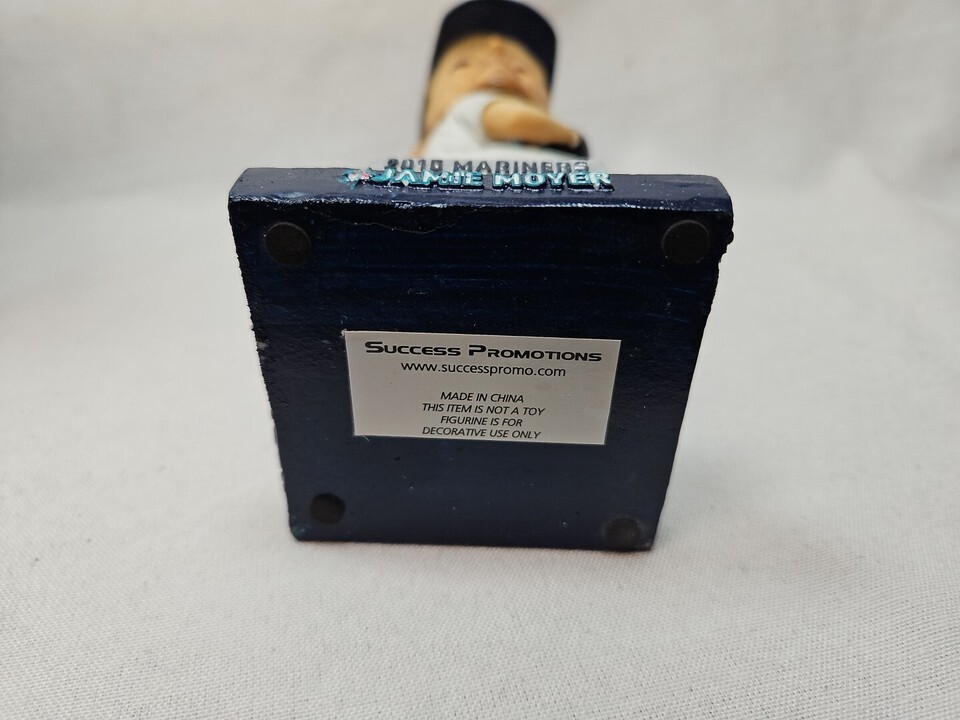 MARINERS
JAMIE MOYER
Success Promotions
www.successpromo.com
MADE IN CHINA
THIS ITEM IS NOT A TOY
FIGURINE IS FOR
DECORATIVE USE ONLY